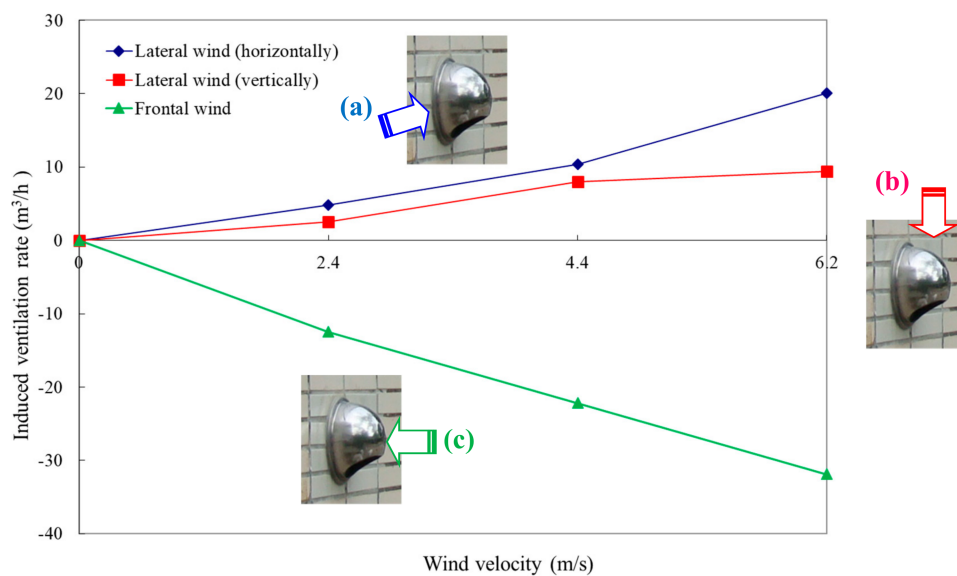 30
20
10
0
-10
-20
-30
-40
Induced ventilation rate (m³/h)
Lateral wind (horizontally)
Lateral wind (vertically)
Frontal wind
(a)
(b)
(c)
0
2.4
4.4
6.2
Wind velocity (m/s)